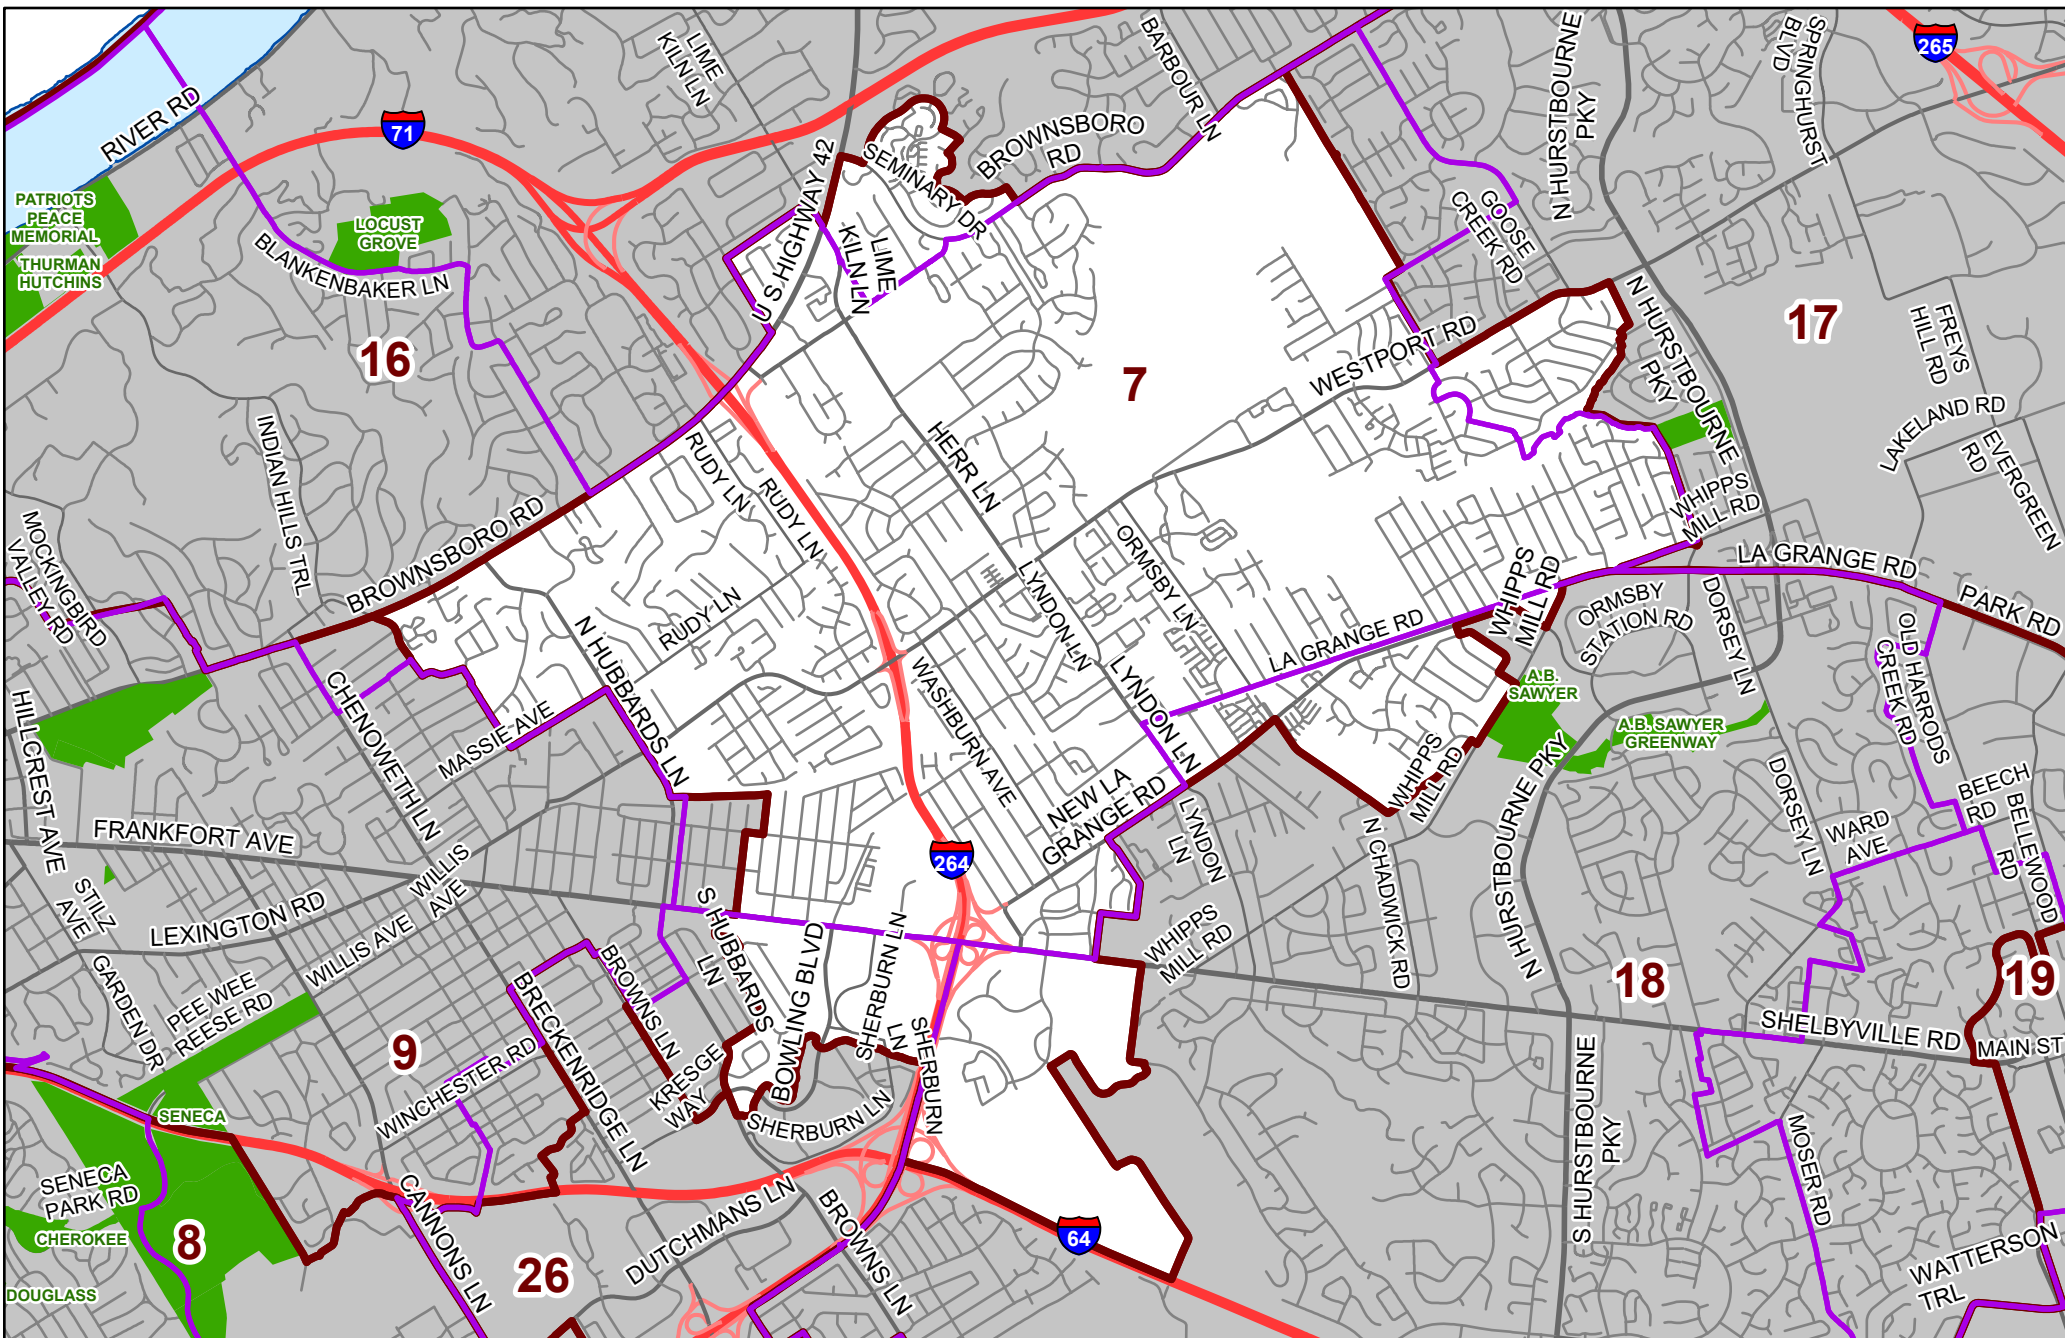 RIVER RD
71
LIME
KILN LN
U S HIGHWAY 42
SEMINARY DR
BROWNSBORO
RD
BARBOUR LN
N HURSTBOURNE
PKY
SPRINGHURST
BLVD
265
PATRIOTS
PEACE
MEMORIAL
THURMAN
HUTCHINS
LOCUST
GROVE
BLANKENBAKER LN
16
LIME
KILN LN
GOOSE
CREEK RD
7
WESTPORT RD
N HURSTBOURNE
PKY
17
FREYS
HILL RD
LAKELAND RD
EVERGREEN
RD
INDIAN HILLS TRL
MOCKINGBIRD
VALLEY RD
BROWNSBORO RD
RUDY LN
RUDY LN
RUDY LN
HERR LN
LYNDON LN
ORMSBY LN
WHIPPS
MILL RD
WHIPPS
MILL RD
LA GRANGE RD
LA GRANGE RD
PARK RD
ORMSBY
STATION RD
DORSEY LN
OLD HARRODS
CREEK RD
A.B.
SAWYER
A.B. SAWYER
GREENWAY
N HUBBARDS LN
MASSIE AVE
CHENOWETH LN
HILLCREST AVE
WASHBURN AVE
LYNDON LN
NEW LA
GRANGE RD
WHIPPS
MILL RD
N HURSTBOURNE PKY
DORSEY LN
WARD
AVE
BEECH
RD
BELLEWOOD
RD
FRANKFORT AVE
264
LYNDON
LN
N CHADWICK RD
STILZ
AVE
LEXINGTON RD
WILLIS
AVE
WILLIS AVE
GARDEN DR
PEE WEE
REESE RD
BROWNS LN
BRECKENRIDGE LN
S HUBBARDS
LN
BOWLING BLVD
SHERBURN LN
SHERBURN
LN
WHIPPS
MILL RD
18
19
SHELBYVILLE RD
MAIN ST
9
WINCHESTER RD
KRESGE
WAY
SHERBURN LN
SENECA
S HURSTBOURNE
PKY
MOSER RD
SENECA
PARK RD
CHEROKEE
8
DOUGLASS
CANNONS LN
26
DUTCHMANS LN
BROWNS LN
64
WATTERSON
TRL